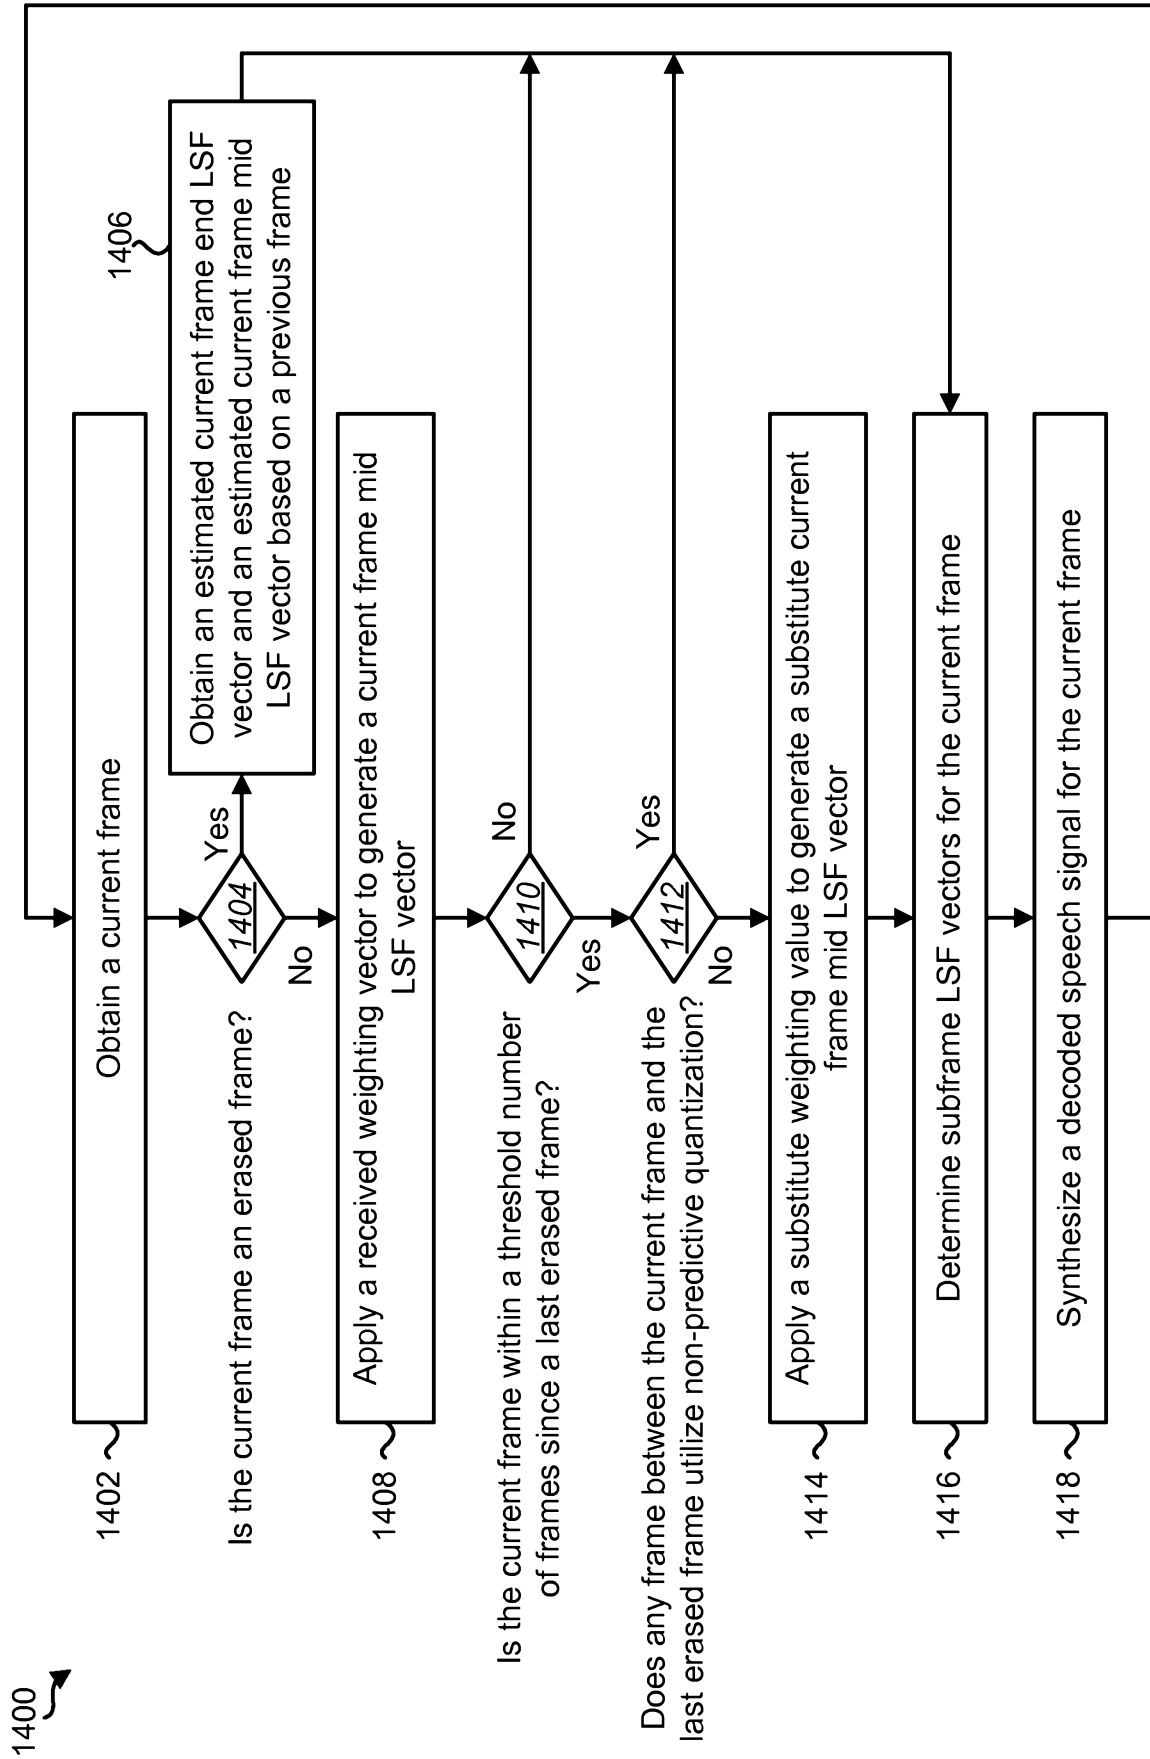 1400
1402
Obtain a current frame
Is the current frame an erased frame?
1404
Yes
No
1406
Obtain an estimated current frame end LSF
vector and an estimated current frame mid
LSF vector based on a previous frame
1408
Apply a received weighting vector to generate a current frame mid
LSF vector
Is the current frame within a threshold number
of frames since a last erased frame?
1410
No
Yes
Does any frame between the current frame and the
last erased frame utilize non-predictive quantization?
1412
Yes
No
1414
Apply a substitute weighting value to generate a substitute current
frame mid LSF vector
1416
Determine subframe LSF vectors for the current frame
1418
Synthesize a decoded speech signal for the current frame